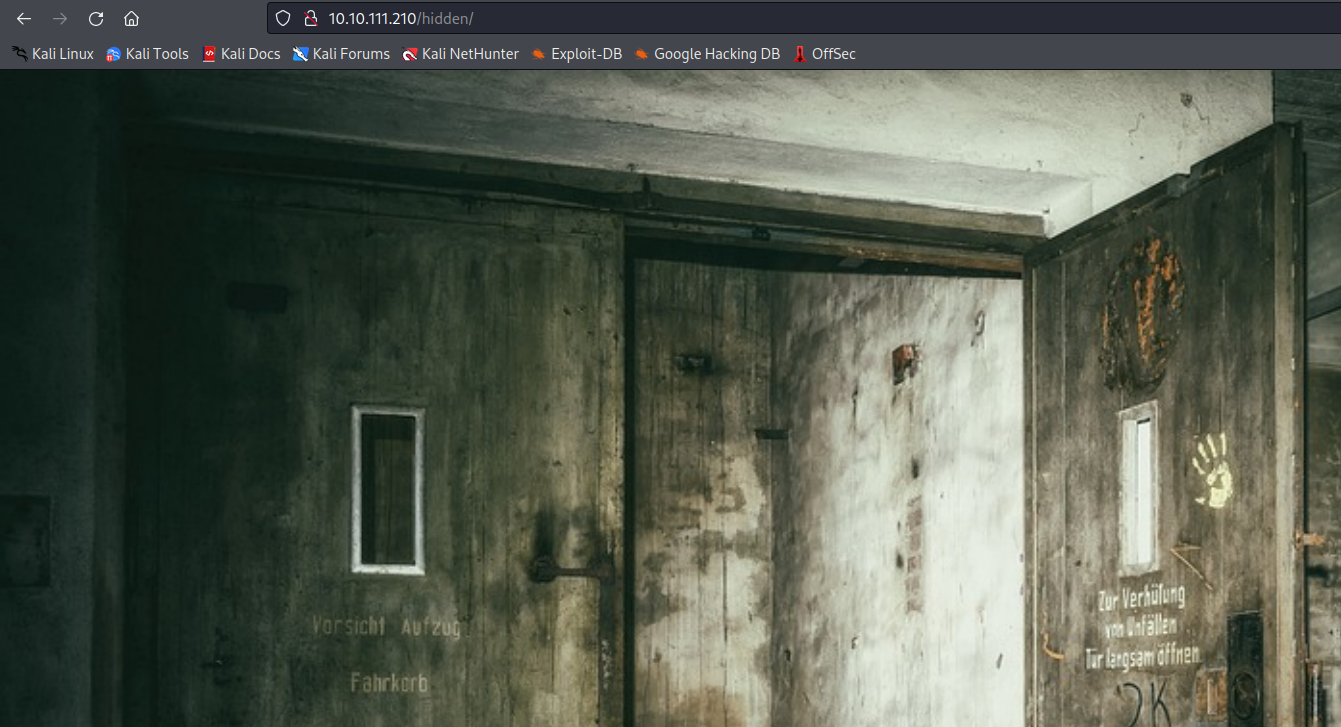 10.10.111.210/hidden/
Kali Linux Kali Tools Kali Docs Kali Forums Kali NetHunter Exploit-DB Google Hacking DB OffSec
Vorsicht Aufzug
Fahrkorb
Zur Verhütung
von Unfällen
Tür langsam öffnen
JK